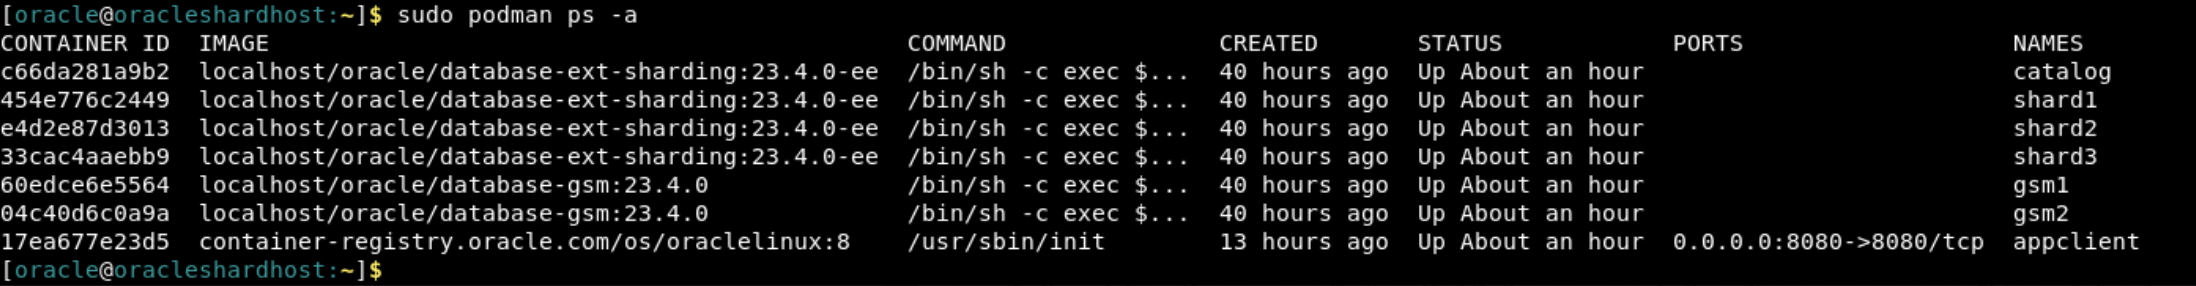 [oracle@oracleshardhost:~]$ sudo podman ps -a
CONTAINER ID  IMAGE                                             COMMAND               CREATED       STATUS            PORTS                   NAMES
c66da281a9b2  localhost/oracle/database-ext-sharding:23.4.0-ee  /bin/sh -c exec $...  40 hours ago  Up About an hour                          catalog
454e776c2449  localhost/oracle/database-ext-sharding:23.4.0-ee  /bin/sh -c exec $...  40 hours ago  Up About an hour                          shard1
e4d2e87d3013  localhost/oracle/database-ext-sharding:23.4.0-ee  /bin/sh -c exec $...  40 hours ago  Up About an hour                          shard2
33cac4aaebb9  localhost/oracle/database-ext-sharding:23.4.0-ee  /bin/sh -c exec $...  40 hours ago  Up About an hour                          shard3
60edce6e5564  localhost/oracle/database-gsm:23.4.0              /bin/sh -c exec $...  40 hours ago  Up About an hour                          gsm1
04c40d6c0a9a  localhost/oracle/database-gsm:23.4.0              /bin/sh -c exec $...  40 hours ago  Up About an hour                          gsm2
17ea677e23d5  container-registry.oracle.com/os/oraclelinux:8    /usr/sbin/init        13 hours ago  Up About an hour  0.0.0.0:8080->8080/tcp  appclient
[oracle@oracleshardhost:~]$